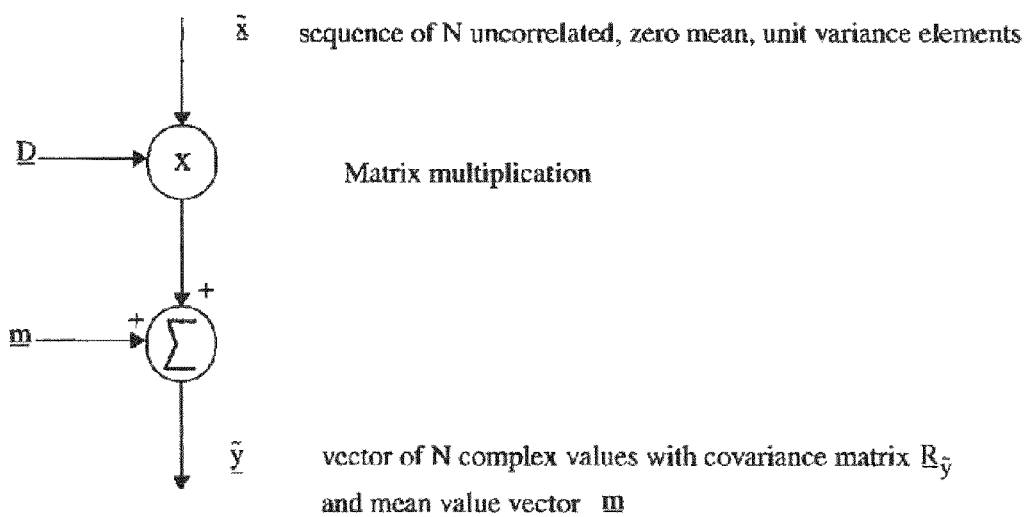 x̃ sequence of N uncorrelated, zero mean, unit variance elements
D
x
Matrix multiplication
+
+
m
∑
ỹ vector of N complex values with covariance matrix R_ỹ
and mean value vector m